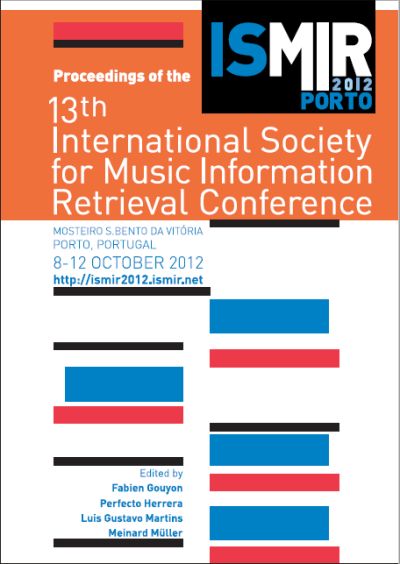 ISMIR
2012
PORTO
Proceedings of the
13th
International Society
for Music Information
Retrieval Conference
MOSTEIRO S.BENTO DA VITÓRIA
PORTO, PORTUGAL
8-12 OCTOBER 2012
http://ismir2012.ismir.net
Edited by
Fabien Gouyon
Perfecto Herrera
Luis Gustavo Martins
Meinard Müller